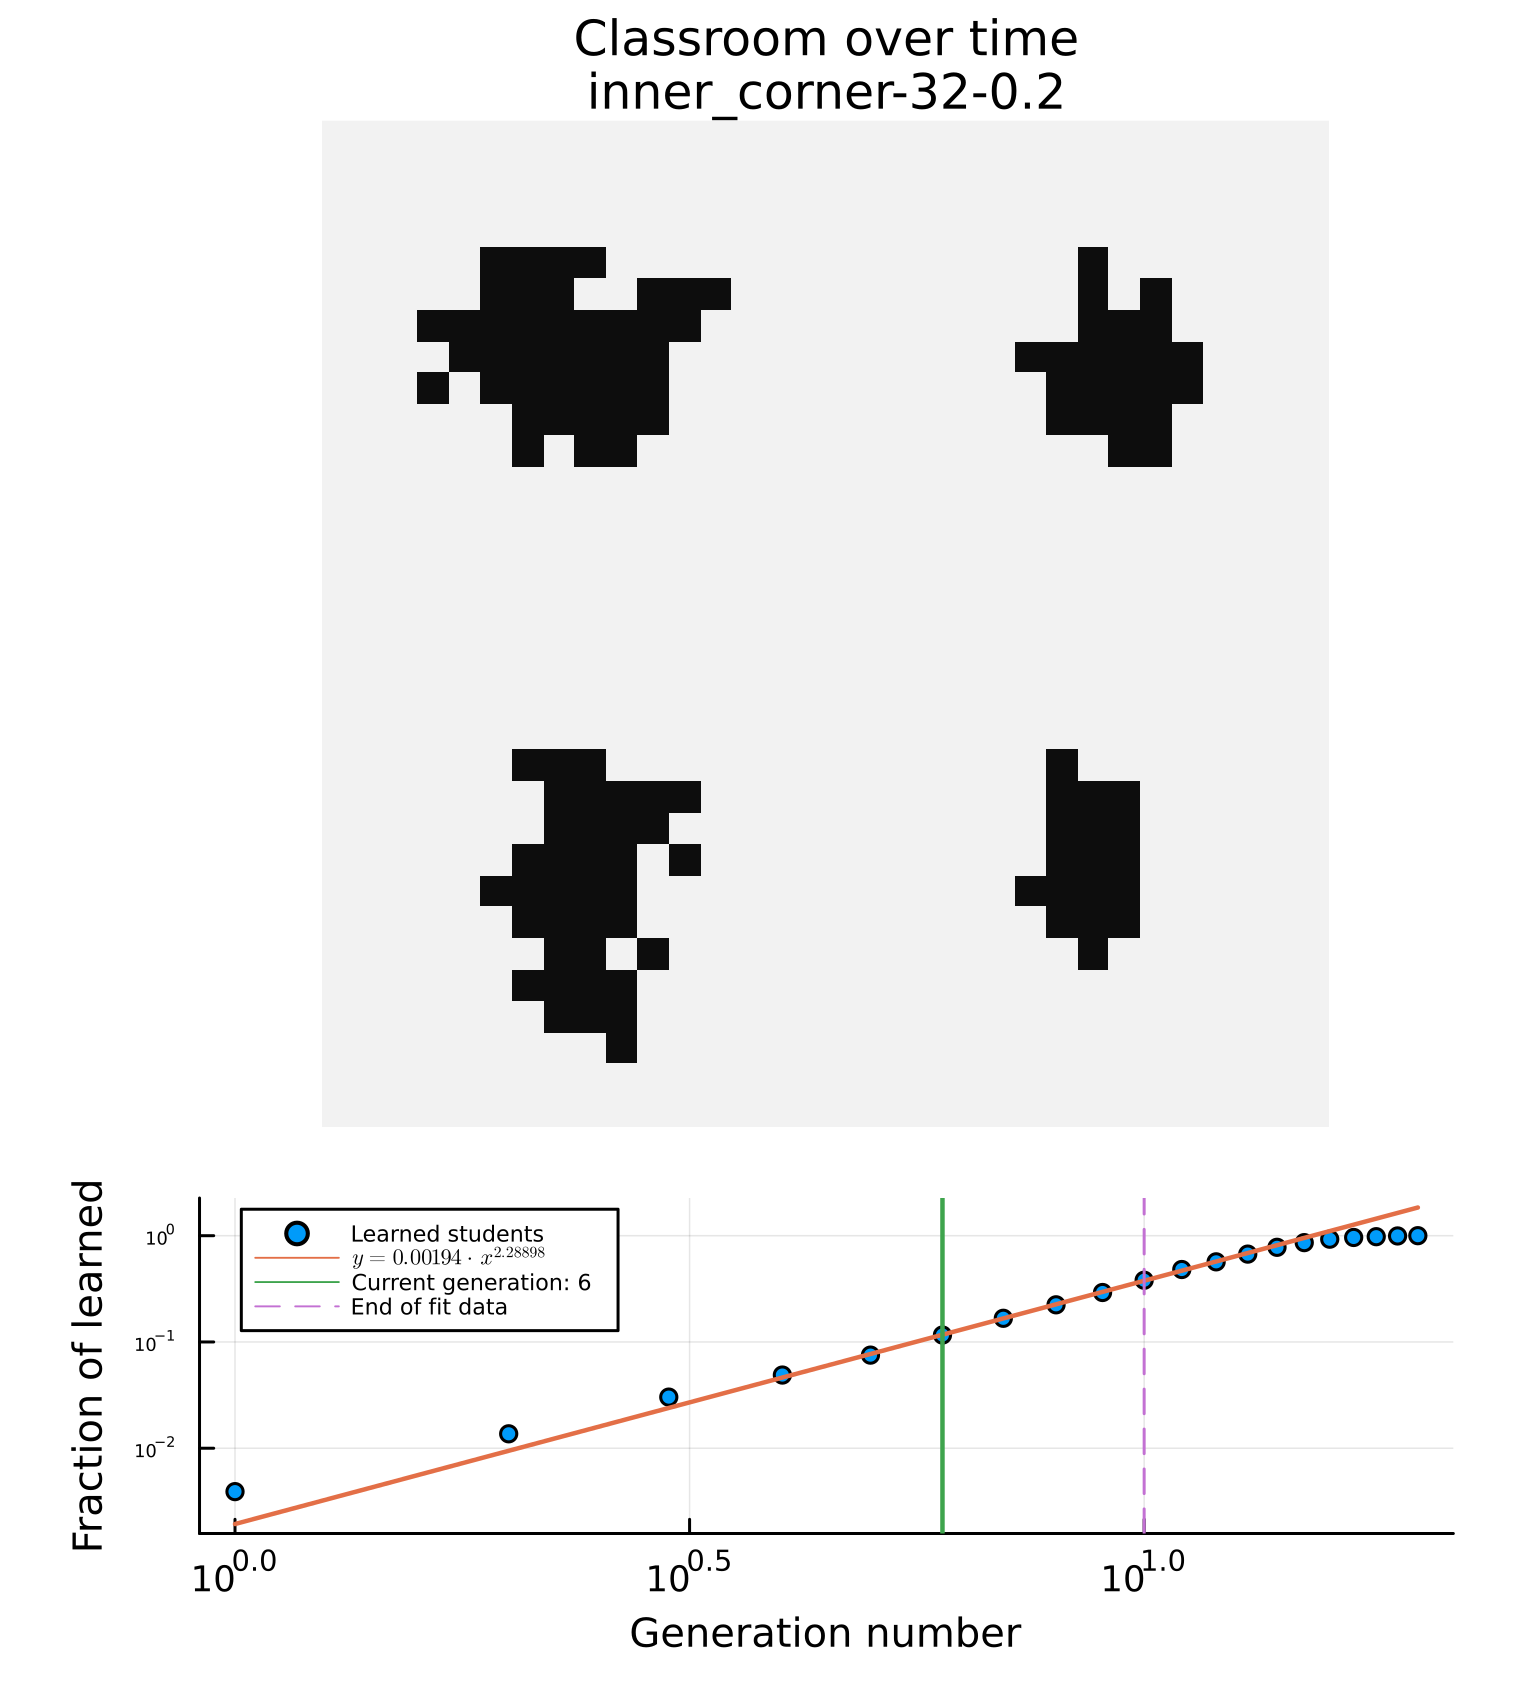 Classroom over time
inner_corner-32-0.2
Fraction of learned
10^0
10^−1
10^−2
Learned students
y = 0.00194 · x^2.28898
Current generation: 6
End of fit data
10^0.0 10^0.5 10^1.0
Generation number